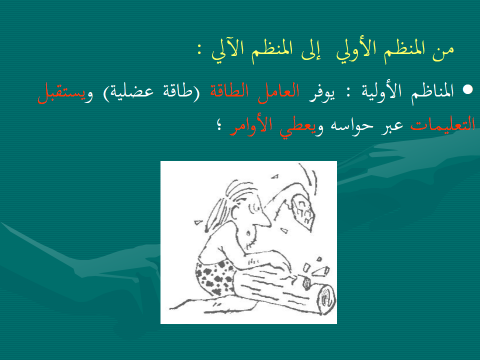 من المنظم الأولي إلى المنظم الآلي :
المناظم الأولية : يوفر العامل الطاقة (طاقة عضلية) ويستقبل
التعليمات عبر حواسه ويعطي الأوامر ؛